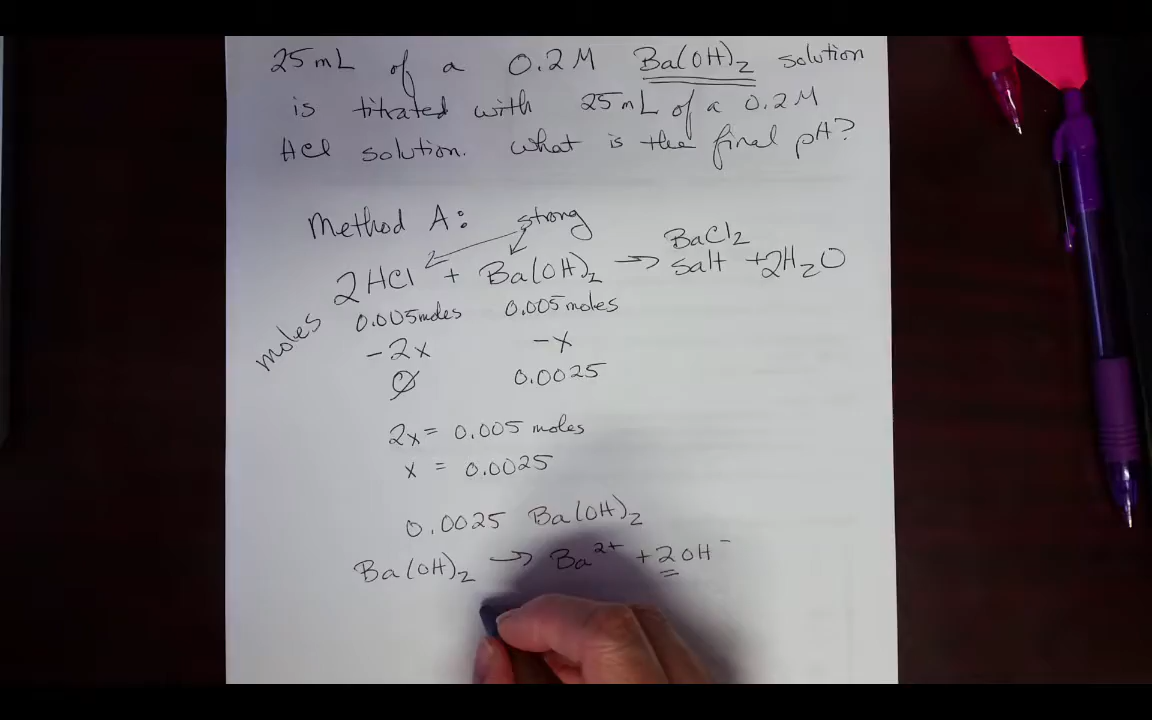 25 mL of a 0.2 M Ba(OH)₂ solution
is titrated with 25 mL of a 0.2 M
HCl solution. What is the final pH?
Method A: strong
2HCl + Ba(OH)₂ → BaCl₂ salt + 2H₂O
moles 0.005 moles 0.005 moles
-2x -x
∅ 0.0025
2x = 0.005 moles
x = 0.0025
0.0025 Ba(OH)₂
Ba(OH)₂ → Ba²⁺ + 2OH⁻